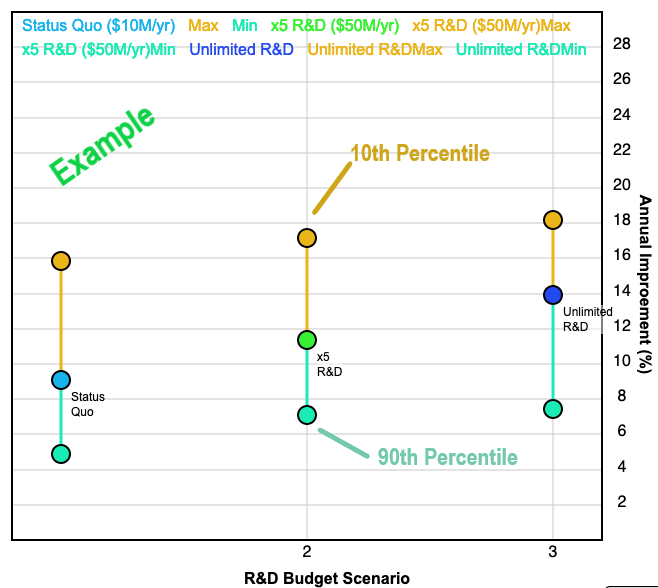 Status Quo ($10M/yr) Max Min x5 R&D ($50M/yr) x5 R&D ($50M/yr)Max
x5 R&D ($50M/yr)Min Unlimited R&D Unlimited R&DMax Unlimited R&DMin
28
26
24
Example
22
10th Percentile
20
18
16
14
Unlimited
R&D
12
x5
R&D
10
Status
Quo
8
6
90th Percentile
4
2
Annual Improement (%)
2 3
R&D Budget Scenario